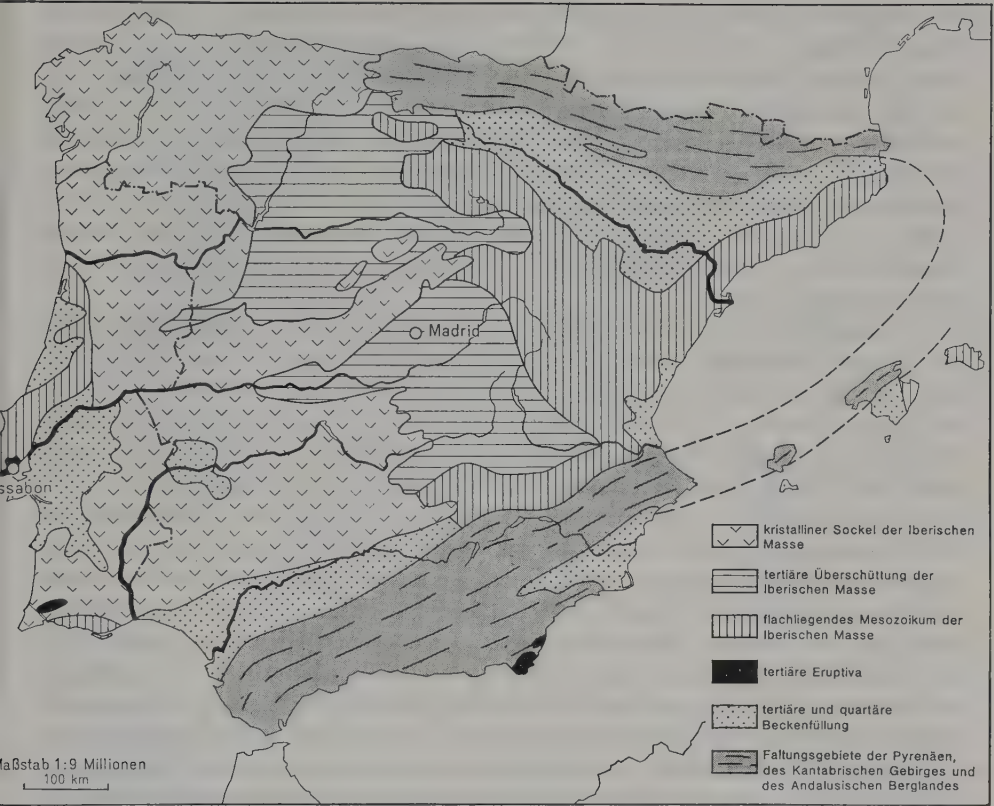 Madrid
ssabon
kristalliner Sockel der Iberischen
Masse
tertiäre Überschüttung der
Iberischen Masse
flachliegendes Mesozoikum der
Iberischen Masse
tertiäre Eruptiva
tertiäre und quartäre
Beckenfüllung
Faltungsgebiete der Pyrenäen,
des Kantabrischen Gebirges und
des Andalusischen Berglandes
Maßstab 1:9 Millionen
100 km